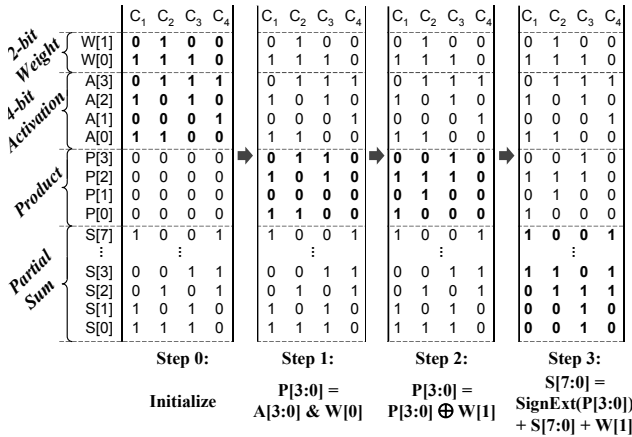 C1 C2 C3 C4 C1 C2 C3 C4 C1 C2 C3 C4 C1 C2 C3 C4
2-bit Weight
W[1] 0 1 0 0 0 1 0 0 0 1 0 0 0 1 0 0
W[0] 1 1 1 0 1 1 1 0 1 1 1 0 1 1 1 0
4-bit Activation
A[3] 0 1 1 1 0 1 1 1 0 1 1 1 0 1 1 1
A[2] 1 0 1 0 1 0 1 0 1 0 1 0 1 0 1 0
A[1] 0 0 0 1 0 0 0 1 0 0 0 1 0 0 0 1
A[0] 1 1 0 0 1 1 0 0 1 1 0 0 1 1 0 0
Product
P[3] 0 0 0 0 0 1 1 0 0 0 1 0 0 0 1 0
P[2] 0 0 0 0 1 0 1 0 1 1 1 0 1 1 1 0
P[1] 0 0 0 0 0 0 0 0 0 1 0 0 0 1 0 0
P[0] 0 0 0 0 1 1 0 0 1 0 0 0 1 0 0 0
Partial Sum
S[7] 1 0 0 1 1 0 0 1 1 0 0 1 1 0 0 1
⋮ ⋮ ⋮ ⋮ ⋮
S[3] 0 0 1 1 0 0 1 1 0 0 1 1 1 1 0 1
S[2] 0 1 0 1 0 1 0 1 0 1 0 1 0 1 1 1
S[1] 1 0 1 0 1 0 1 0 1 0 1 0 0 0 1 0
S[0] 1 1 1 0 1 1 1 0 1 1 1 0 0 0 1 0
Step 0:
Initialize
Step 1:
P[3:0] =
A[3:0] & W[0]
Step 2:
P[3:0] =
P[3:0] ⊕ W[1]
Step 3:
S[7:0] =
SignExt(P[3:0])
+ S[7:0] + W[1]